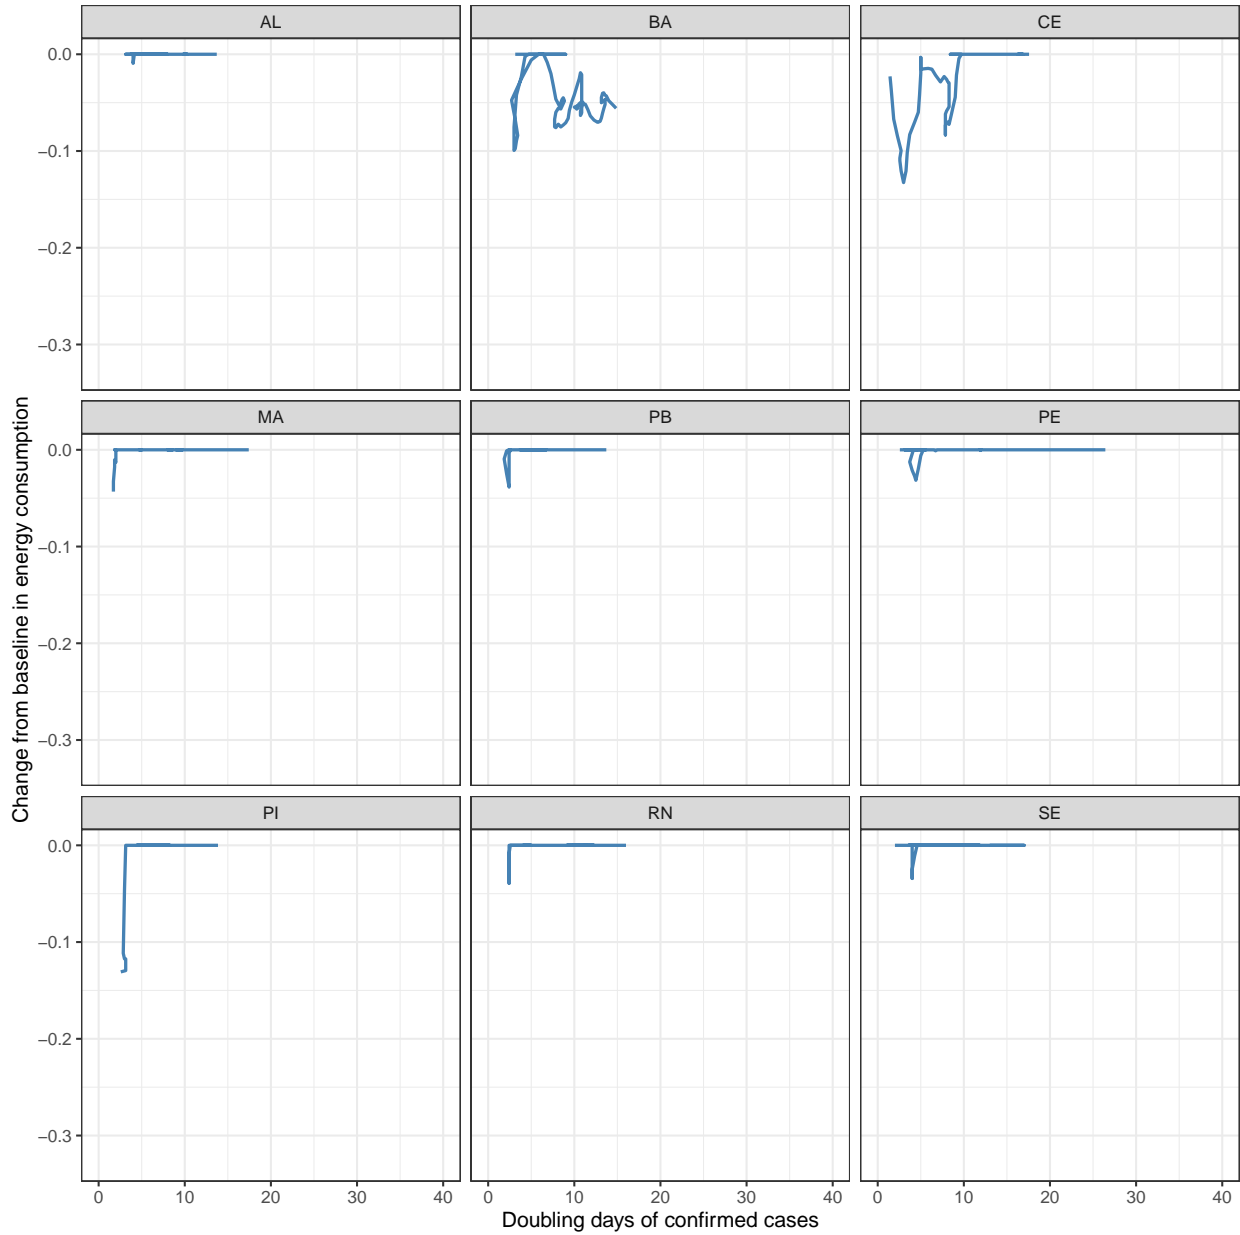 AL BA CE
0.0
−0.1
−0.2
−0.3
MA PB PE
0.0
−0.1
−0.2
−0.3
Change from baseline in energy consumption
PI RN SE
0.0
−0.1
−0.2
−0.3
0 10 20 30 40 0 10 20 30 40 0 10 20 30 40
Doubling days of confirmed cases